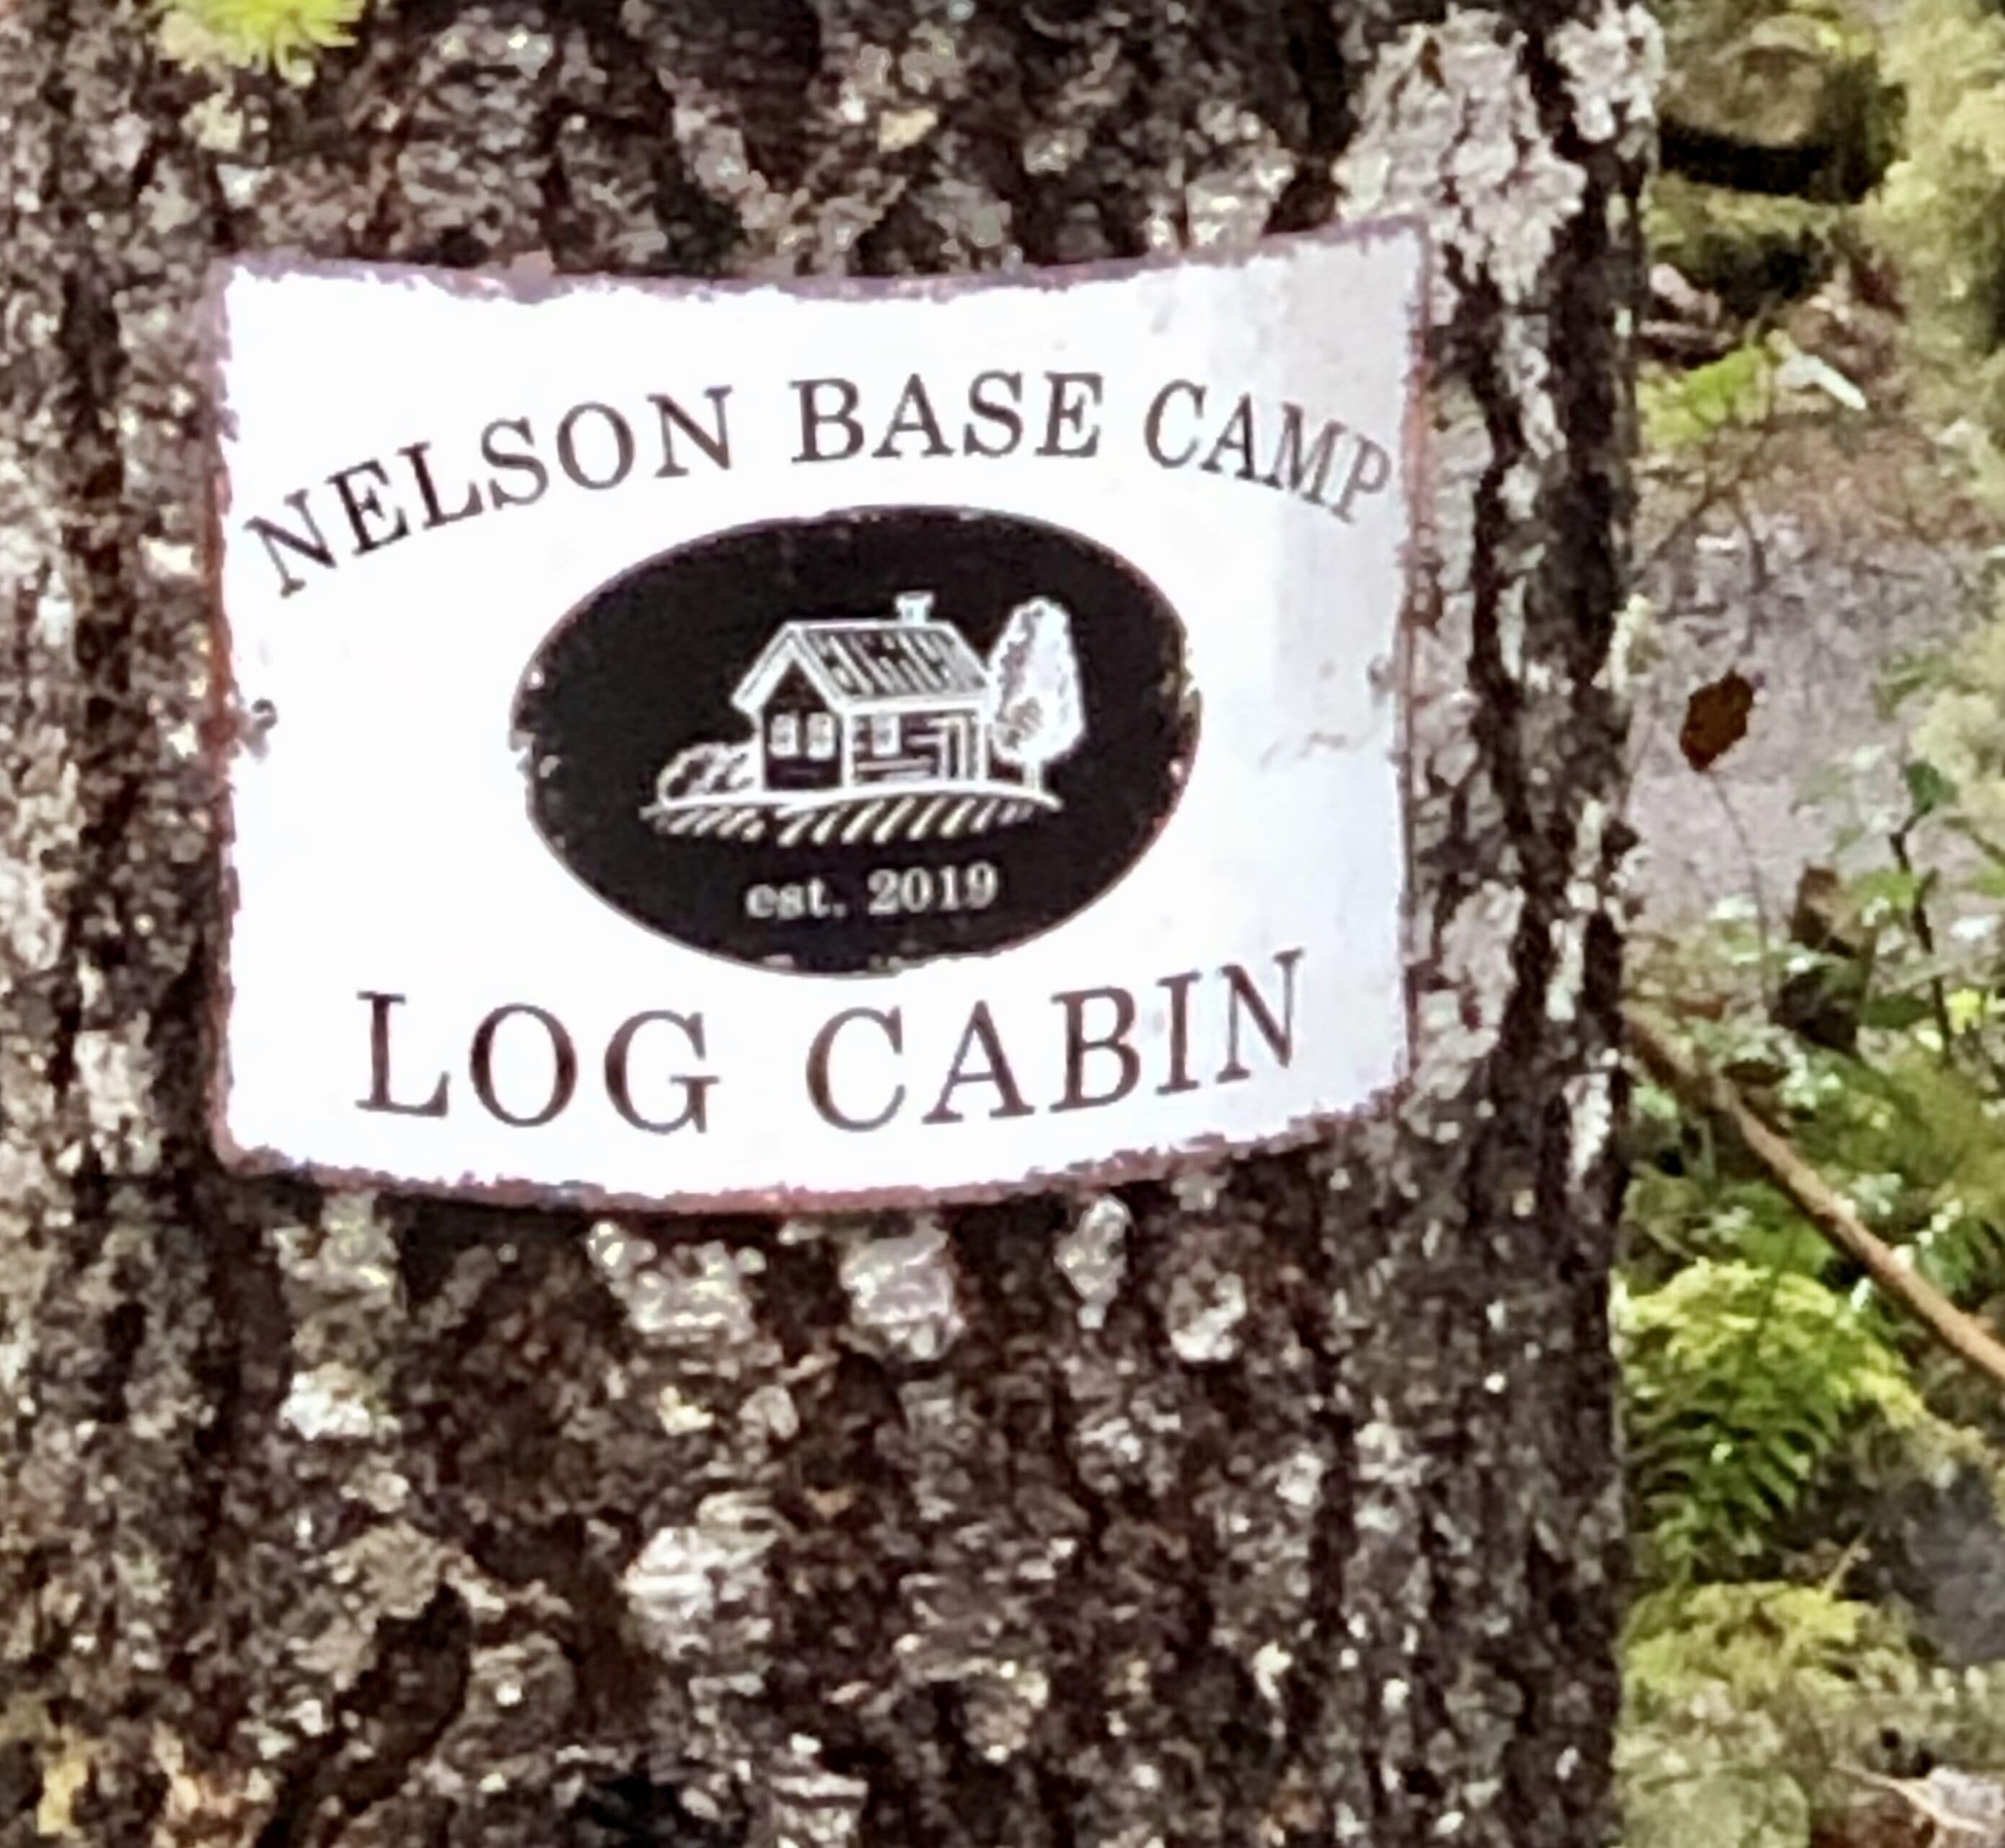 NELSON BASE CAMP
est. 2019
LOG CABIN